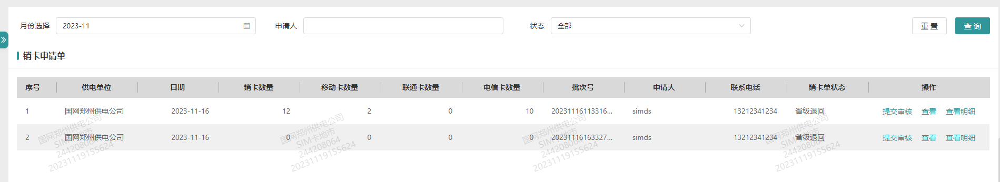 月份选择 2023-11 申请人 状态 全部 重置 查询
销卡申请单
序号 供电单位 日期 销卡数量 移动卡数量 联通卡数量 电信卡数量 批次号 申请人 联系电话 销卡单状态 操作
1 国网郑州供电公司 2023-11-16 12 2 0 10 20231116113316... simds 13212341234 省级退回 提交审核 查看 查看明细
2 国网郑州供电公司 2023-11-16 0 0 0 0 20231116163327... simds 13212341234 省级退回 提交审核 查看 查看明细
国网郑州供电公司
SIM卡地市
244208064
20231119155624
国网郑州供电公司
SIM卡地市
244208064
20231119155624
国网郑州供电公司
SIM卡地市
244208064
20231119155624
国网郑州供电公司
SIM卡地市
244208064
20231119155624